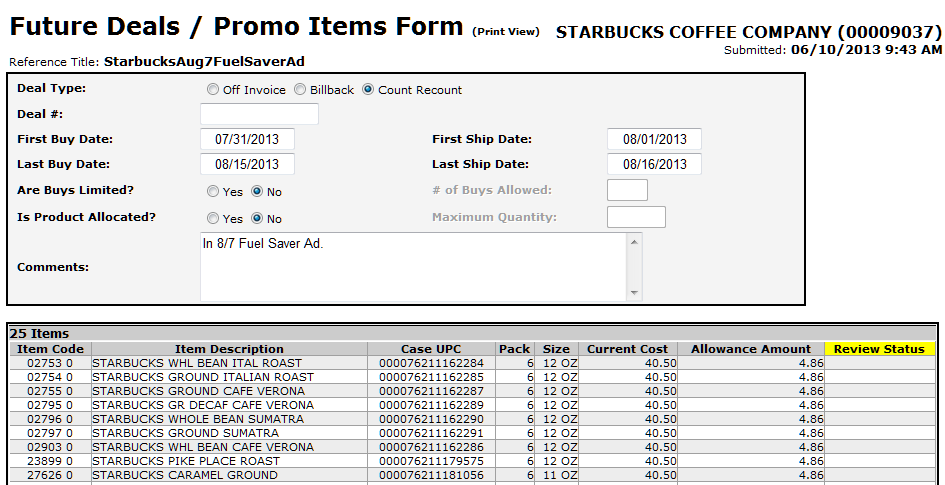 Future Deals / Promo Items Form (Print View) STARBUCKS COFFEE COMPANY (00009037)
Submitted: 06/10/2013 9:43 AM
Reference Title: StarbucksAug7FuelSaverAd
Deal Type: Off Invoice Billback Count Recount
Deal #:
First Buy Date: 07/31/2013 First Ship Date: 08/01/2013
Last Buy Date: 08/15/2013 Last Ship Date: 08/16/2013
Are Buys Limited? Yes No # of Buys Allowed:
Is Product Allocated? Yes No Maximum Quantity:
In 8/7 Fuel Saver Ad.
Comments:
25 Items
Item Code Item Description Case UPC Pack Size Current Cost Allowance Amount Review Status
02753 0 STARBUCKS WHL BEAN ITAL ROAST 000076211162284 6 12 OZ 40.50 4.86
02754 0 STARBUCKS GROUND ITALIAN ROAST 000076211162285 6 12 OZ 40.50 4.86
02755 0 STARBUCKS GROUND CAFE VERONA 000076211162287 6 12 OZ 40.50 4.86
02795 0 STARBUCKS GR DECAF CAFE VERONA 000076211162289 6 12 OZ 40.50 4.86
02796 0 STARBUCKS WHOLE BEAN SUMATRA 000076211162290 6 12 OZ 40.50 4.86
02797 0 STARBUCKS GROUND SUMATRA 000076211162291 6 12 OZ 40.50 4.86
02903 0 STARBUCKS WHL BEAN CAFE VERONA 000076211162286 6 12 OZ 40.50 4.86
23899 0 STARBUCKS PIKE PLACE ROAST 000076211179575 6 12 OZ 40.50 4.86
27626 0 STARBUCKS CARAMEL GROUND 000076211181056 6 11 OZ 40.50 4.86